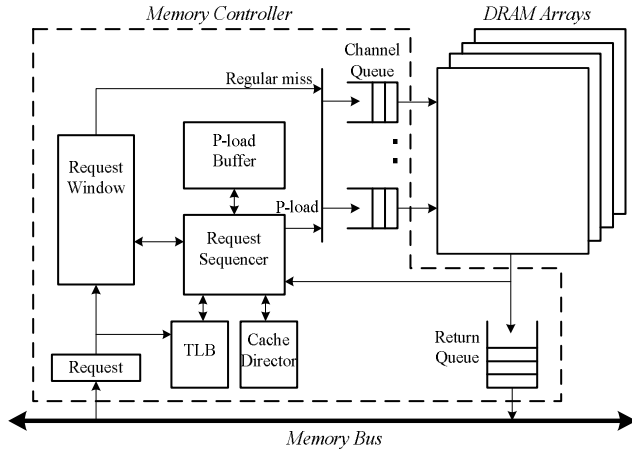 Memory Controller
DRAM Arrays
Channel
Queue
Regular miss
P-load
Buffer
Request
Window
P-load
Request
Sequencer
TLB
Cache
Director
Return
Queue
Request
Memory Bus